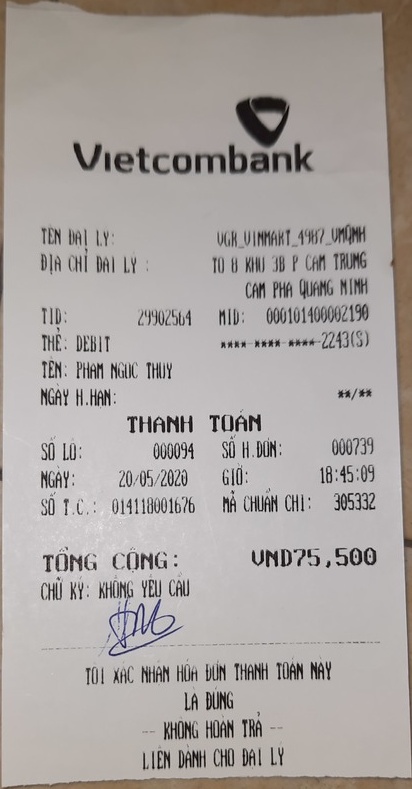 Vietcombank
TÊN ĐẠI LÝ: VGR_VINMART_4987_VMQNH
ĐỊA CHỈ ĐẠI LÝ : TO 8 KHU 3B P CAM TRUNG
CAM PHA QUANG NINH
TID: 29902564 MID: 000101400002190
THẺ: DEBIT **** **** **** 2243(S)
TÊN: PHAM NGOC THUY
NGÀY H.HẠN: **/**
THANH TOÁN
SỐ LÔ: 000094 SỐ H.ĐƠN: 000739
NGÀY: 20/05/2020 GIỜ: 18:45:09
SỐ T.C.: 014118001676 MÃ CHUẨN CHI: 305332
TỔNG CỘNG: VND75,500
CHỮ KÝ: KHÔNG YÊU CẦU
TÔI XÁC NHẬN HÓA ĐƠN THANH TOÁN NÀY
LÀ ĐÚNG
-- KHÔNG HOÀN TRẢ --
LIÊN DÀNH CHO ĐẠI LÝ